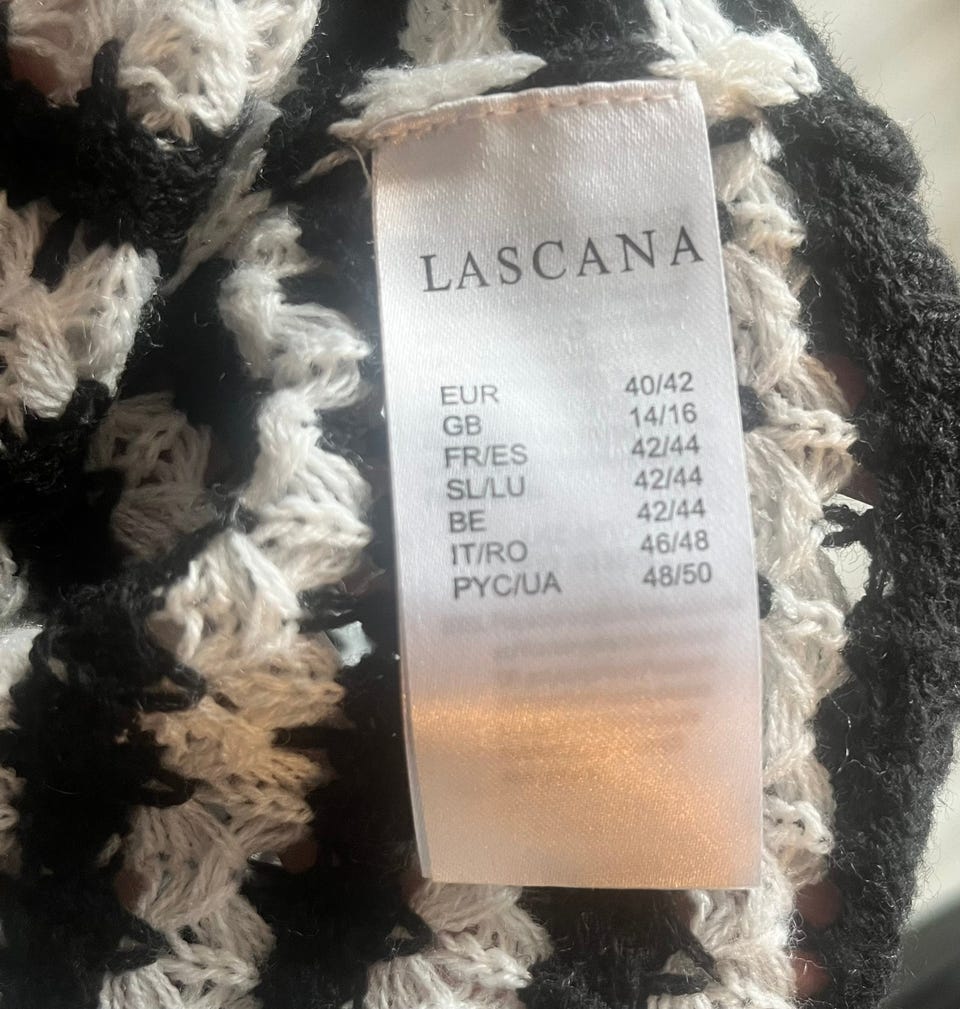 LASCANA
EUR 40/42
GB 14/16
FR/ES 42/44
SL/LU 42/44
BE 42/44
IT/RO 46/48
PYC/UA 48/50